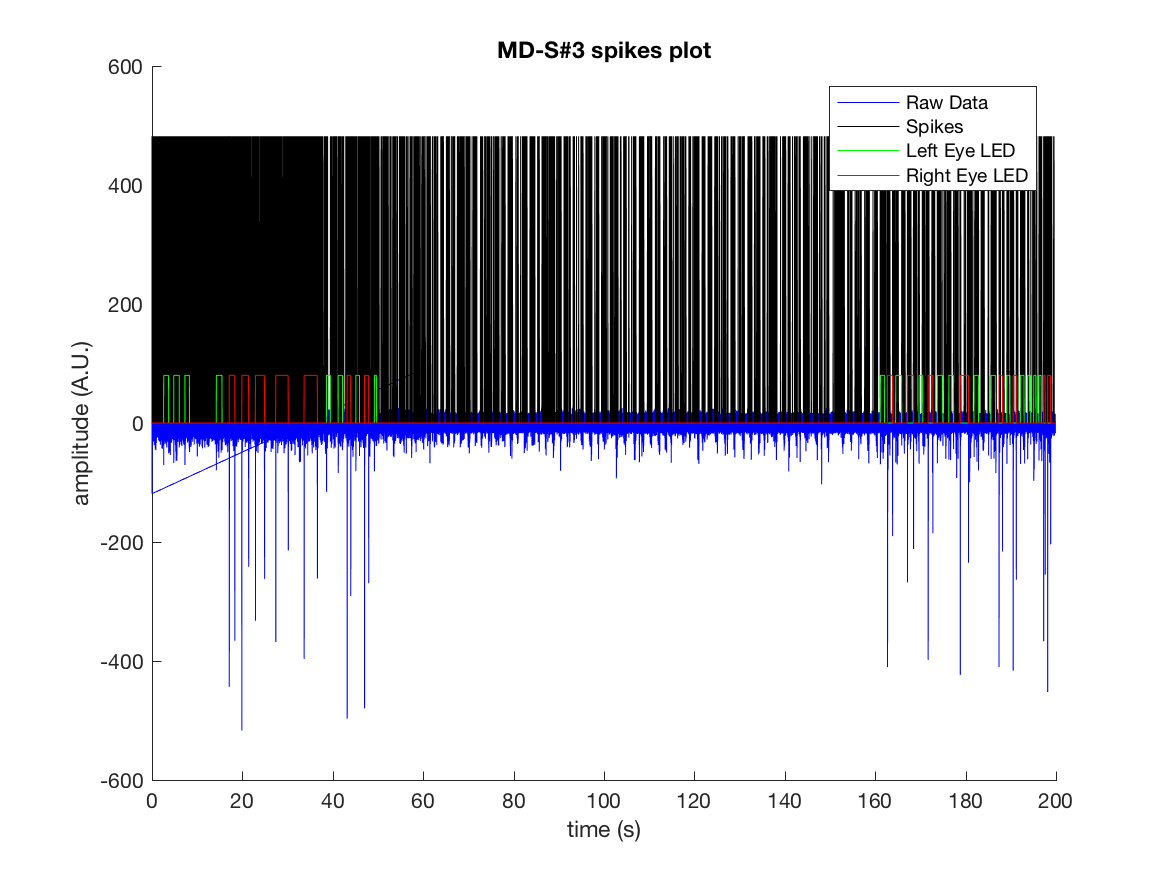 MD-S#3 spikes plot
600
400
200
0
-200
-400
-600
amplitude (A.U.)
Raw Data
Spikes
Left Eye LED
Right Eye LED
0 20 40 60 80 100 120 140 160 180 200
time (s)